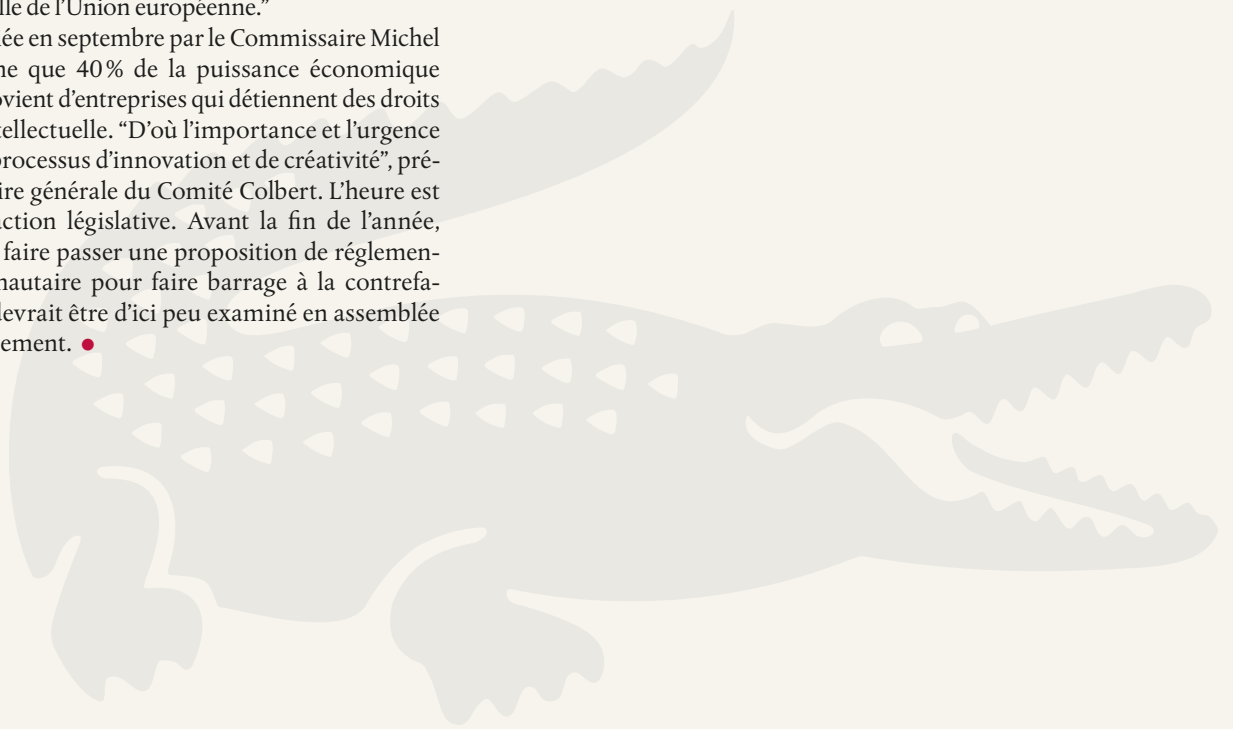 lle de l'Union européenne.”
ée en septembre par le Commissaire Michel
ne que 40 % de la puissance économique
ovient d'entreprises qui détiennent des droits
tellectuelle. “D'où l'importance et l'urgence
processus d'innovation et de créativité”, pré-
ire générale du Comité Colbert. L'heure est
action législative. Avant la fin de l'année,
faire passer une proposition de réglemen-
nautaire pour faire barrage à la contrefa-
devrait être d'ici peu examiné en assemblée
ement.